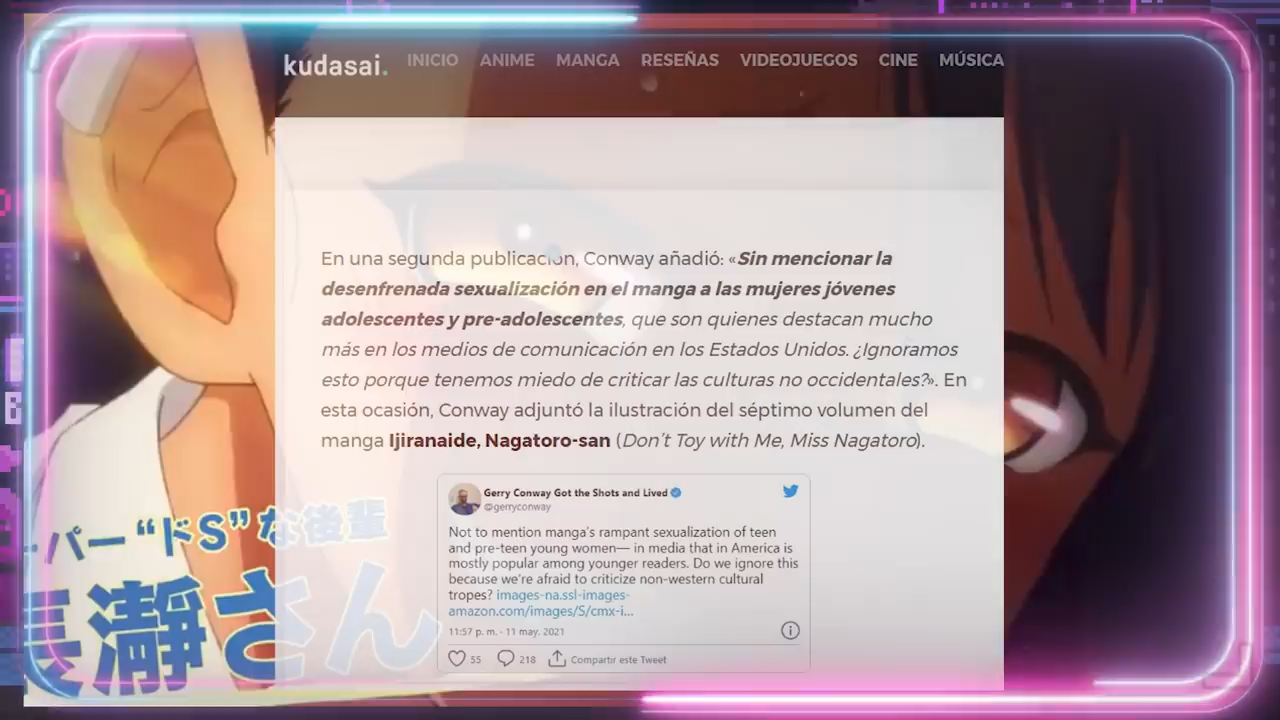 kudasai. INICIO ANIME MANGA RESEÑAS VIDEOJUEGOS CINE MÚSICA
En una segunda publicación, Conway añadió: «Sin mencionar la
desenfrenada sexualización en el manga a las mujeres jóvenes
adolescentes y pre-adolescentes, que son quienes destacan mucho
más en los medios de comunicación en los Estados Unidos. ¿Ignoramos
esto porque tenemos miedo de criticar las culturas no occidentales?». En
esta ocasión, Conway adjuntó la ilustración del séptimo volumen del
manga Ijiranaide, Nagatoro-san (Don't Toy with Me, Miss Nagatoro).
Gerry Conway Got the Shots and Lived
@gerryconway
Not to mention manga's rampant sexualization of teen
and pre-teen young women— in media that in America is
mostly popular among younger readers. Do we ignore this
because we're afraid to criticize non-western cultural
tropes? images-na.ssl-images-
amazon.com/images/S/cmx-i...
11:57 p. m. · 11 may. 2021
55 218 Compartir este Tweet
ーパー“ドS”な後輩
長瀞さん